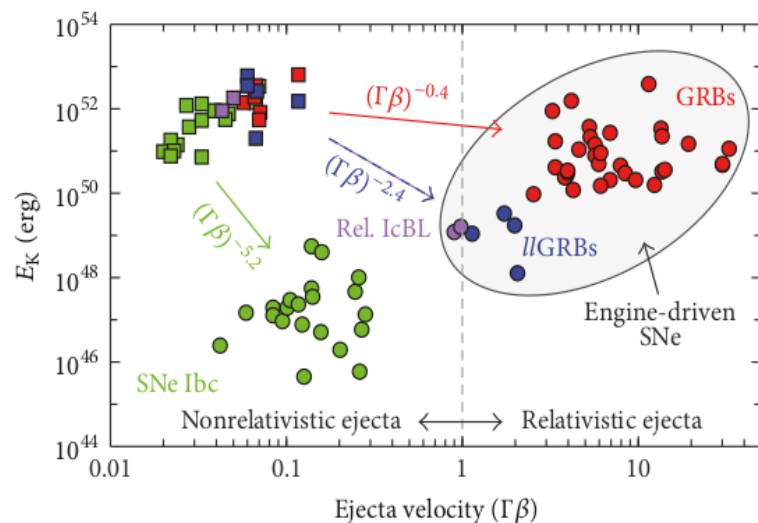 10^54
10^52
10^50
10^48
10^46
10^44
E_K (erg)
(Γβ)^−0.4
GRBs
(Γβ)^−2.4
(Γβ)^−5.2
Rel. IcBL
llGRBs
Engine-driven
SNe
SNe Ibc
Nonrelativistic ejecta
Relativistic ejecta
0.01
0.1
1
10
Ejecta velocity (Γβ)